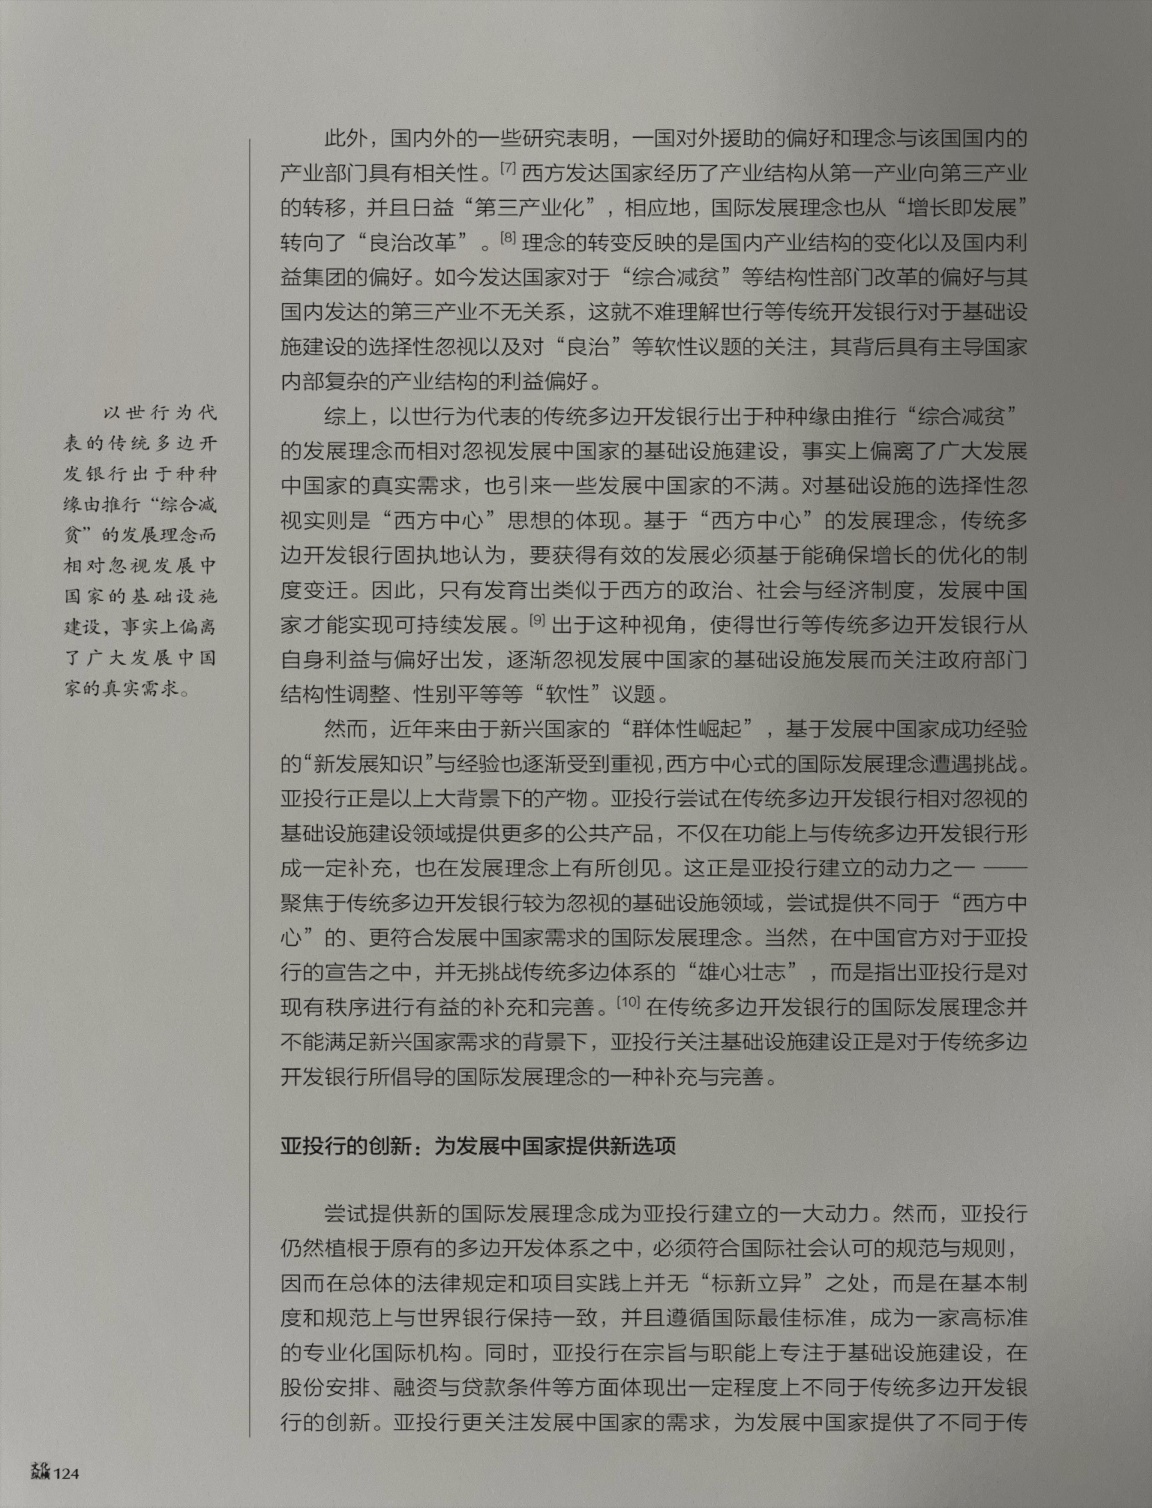 此外，国内外的一些研究表明，一国对外援助的偏好和理念与该国国内的
产业部门具有相关性。[7] 西方发达国家经历了产业结构从第一产业向第三产业
的转移，并且日益“第三产业化”，相应地，国际发展理念也从“增长即发展”
转向了“良治改革”。[8] 理念的转变反映的是国内产业结构的变化以及国内利
益集团的偏好。如今发达国家对于“综合减贫”等结构性部门改革的偏好与其
国内发达的第三产业不无关系，这就不难理解世行等传统开发银行对于基础设
施建设的选择性忽视以及对“良治”等软性议题的关注，其背后具有主导国家
内部复杂的产业结构的利益偏好。
综上，以世行为代表的传统多边开发银行出于种种缘由推行“综合减贫”
的发展理念而相对忽视发展中国家的基础设施建设，事实上偏离了广大发展
中国家的真实需求，也引来一些发展中国家的不满。对基础设施的选择性忽
视实则是“西方中心”思想的体现。基于“西方中心”的发展理念，传统多
边开发银行固执地认为，要获得有效的发展必须基于能确保增长的优化的制
度变迁。因此，只有发育出类似于西方的政治、社会与经济制度，发展中国
家才能实现可持续发展。[9] 出于这种视角，使得世行等传统多边开发银行从
自身利益与偏好出发，逐渐忽视发展中国家的基础设施发展而关注政府部门
结构性调整、性别平等等“软性”议题。
然而，近年来由于新兴国家的“群体性崛起”，基于发展中国家成功经验
的“新发展知识”与经验也逐渐受到重视，西方中心式的国际发展理念遭遇挑战。
亚投行正是以上大背景下的产物。亚投行尝试在传统多边开发银行相对忽视的
基础设施建设领域提供更多的公共产品，不仅在功能上与传统多边开发银行形
成一定补充，也在发展理念上有所创见。这正是亚投行建立的动力之一 ——
聚焦于传统多边开发银行较为忽视的基础设施领域，尝试提供不同于“西方中
心”的、更符合发展中国家需求的国际发展理念。当然，在中国官方对于亚投
行的宣告之中，并无挑战传统多边体系的“雄心壮志”，而是指出亚投行是对
现有秩序进行有益的补充和完善。[10] 在传统多边开发银行的国际发展理念并
不能满足新兴国家需求的背景下，亚投行关注基础设施建设正是对于传统多边
开发银行所倡导的国际发展理念的一种补充与完善。
亚投行的创新：为发展中国家提供新选项
尝试提供新的国际发展理念成为亚投行建立的一大动力。然而，亚投行
仍然植根于原有的多边开发体系之中，必须符合国际社会认可的规范与规则，
因而在总体的法律规定和项目实践上并无“标新立异”之处，而是在基本制
度和规范上与世界银行保持一致，并且遵循国际最佳标准，成为一家高标准
的专业化国际机构。同时，亚投行在宗旨与职能上专注于基础设施建设，在
股份安排、融资与贷款条件等方面体现出一定程度上不同于传统多边开发银
行的创新。亚投行更关注发展中国家的需求，为发展中国家提供了不同于传
以世行为代
表的传统多边开
发银行出于种种
缘由推行“综合减
贫”的发展理念而
相对忽视发展中
国家的基础设施
建设，事实上偏离
了广大发展中国
家的真实需求。
文化
纵横 124